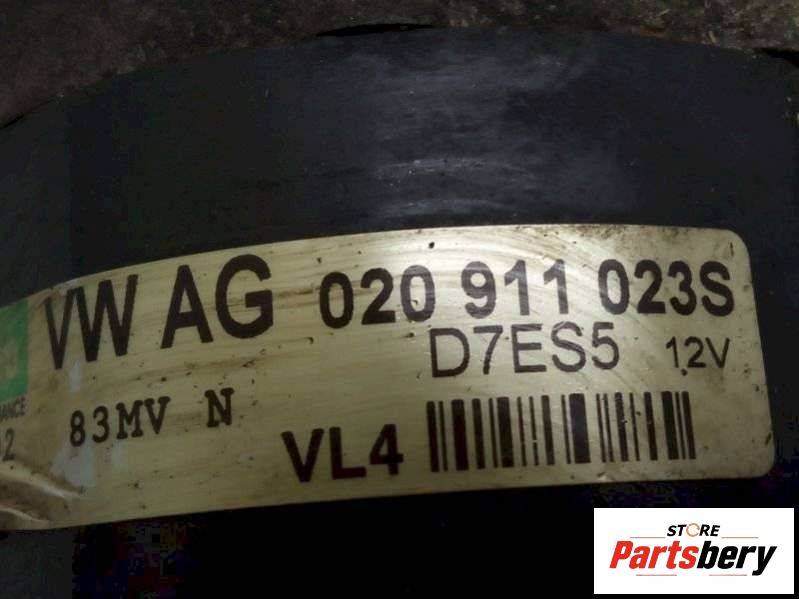 VW AG 020 911 023S
D7ES5 12V
83MV N
VL4
STORE
Partsbery